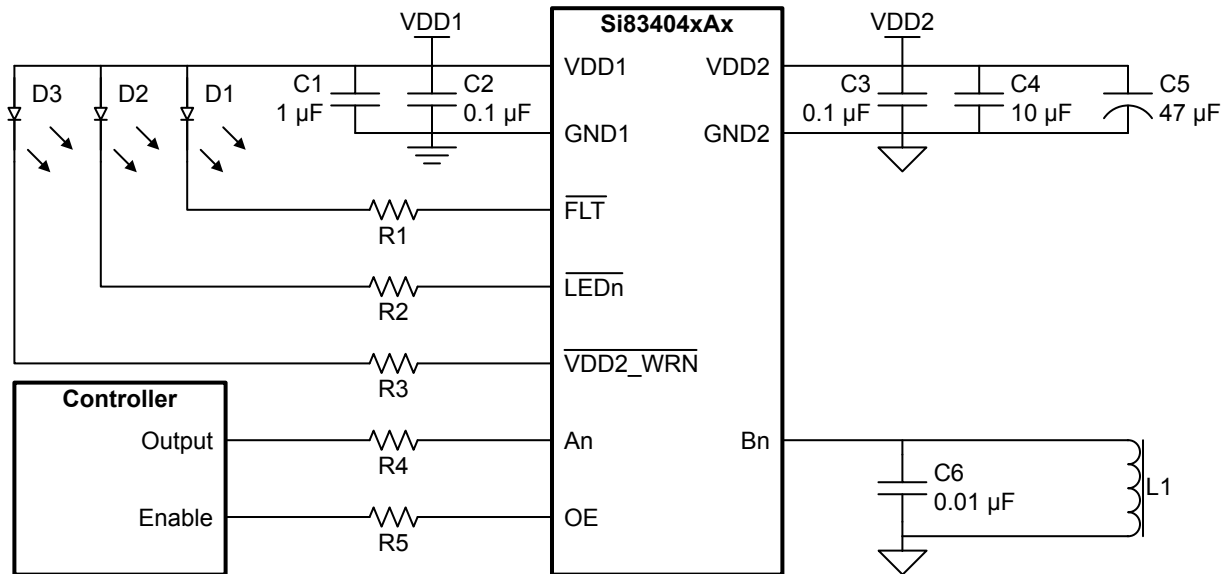 VDD1
Si83404xAx
VDD2
D3
D2
D1
C1
1 µF
C2
0.1 µF
VDD1
GND1
VDD2
GND2
C3
0.1 µF
C4
10 µF
C5
47 µF
FLT
R1
LEDn
R2
VDD2_WRN
R3
Controller
Output
R4
An
Bn
Enable
R5
OE
C6
0.01 µF
L1